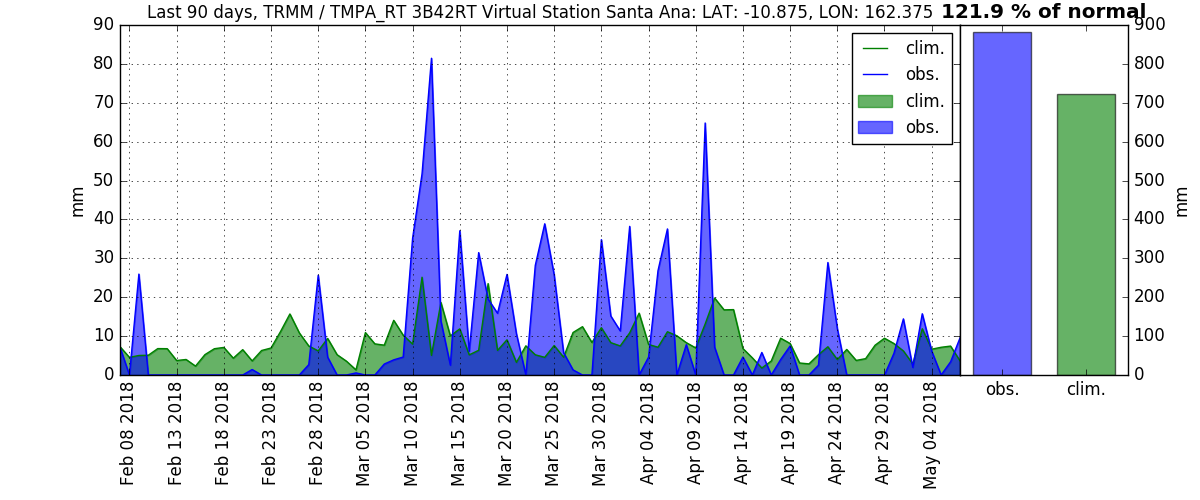 Last 90 days, TRMM / TMPA_RT 3B42RT Virtual Station Santa Ana: LAT: -10.875, LON: 162.375 121.9 % of normal
90
80
70
60
50
40
30
20
10
0
mm
clim.
obs.
clim.
obs.
900
800
700
600
500
400
300
200
100
0
mm
obs. clim.
Feb 08 2018
Feb 13 2018
Feb 18 2018
Feb 23 2018
Feb 28 2018
Mar 05 2018
Mar 10 2018
Mar 15 2018
Mar 20 2018
Mar 25 2018
Mar 30 2018
Apr 04 2018
Apr 09 2018
Apr 14 2018
Apr 19 2018
Apr 24 2018
Apr 29 2018
May 04 2018